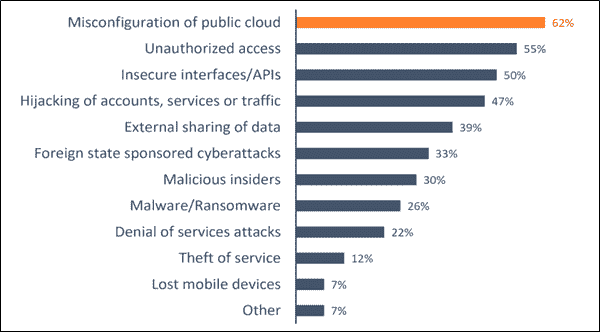 Misconfiguration of public cloud 62%
Unauthorized access 55%
Insecure interfaces/APIs 50%
Hijacking of accounts, services or traffic 47%
External sharing of data 39%
Foreign state sponsored cyberattacks 33%
Malicious insiders 30%
Malware/Ransomware 26%
Denial of services attacks 22%
Theft of service 12%
Lost mobile devices 7%
Other 7%